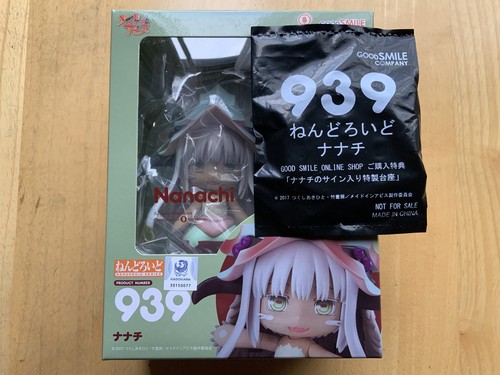 GOOD SMILE
COMPANY
939
ねんどろいど
ナナチ
GOOD SMILE ONLINE SHOP ご購入特典
「ナナチのサイン入り特製台座」
© 2017 つくしあきひと・竹書房／メイドインアビス製作委員会
NOT FOR SALE
MADE IN CHINA
Nanachi
ねんどろいど
NENDOROID SERIES
PRODUCT NUMBER
939
KADOKAWA
30150077
ナナチ